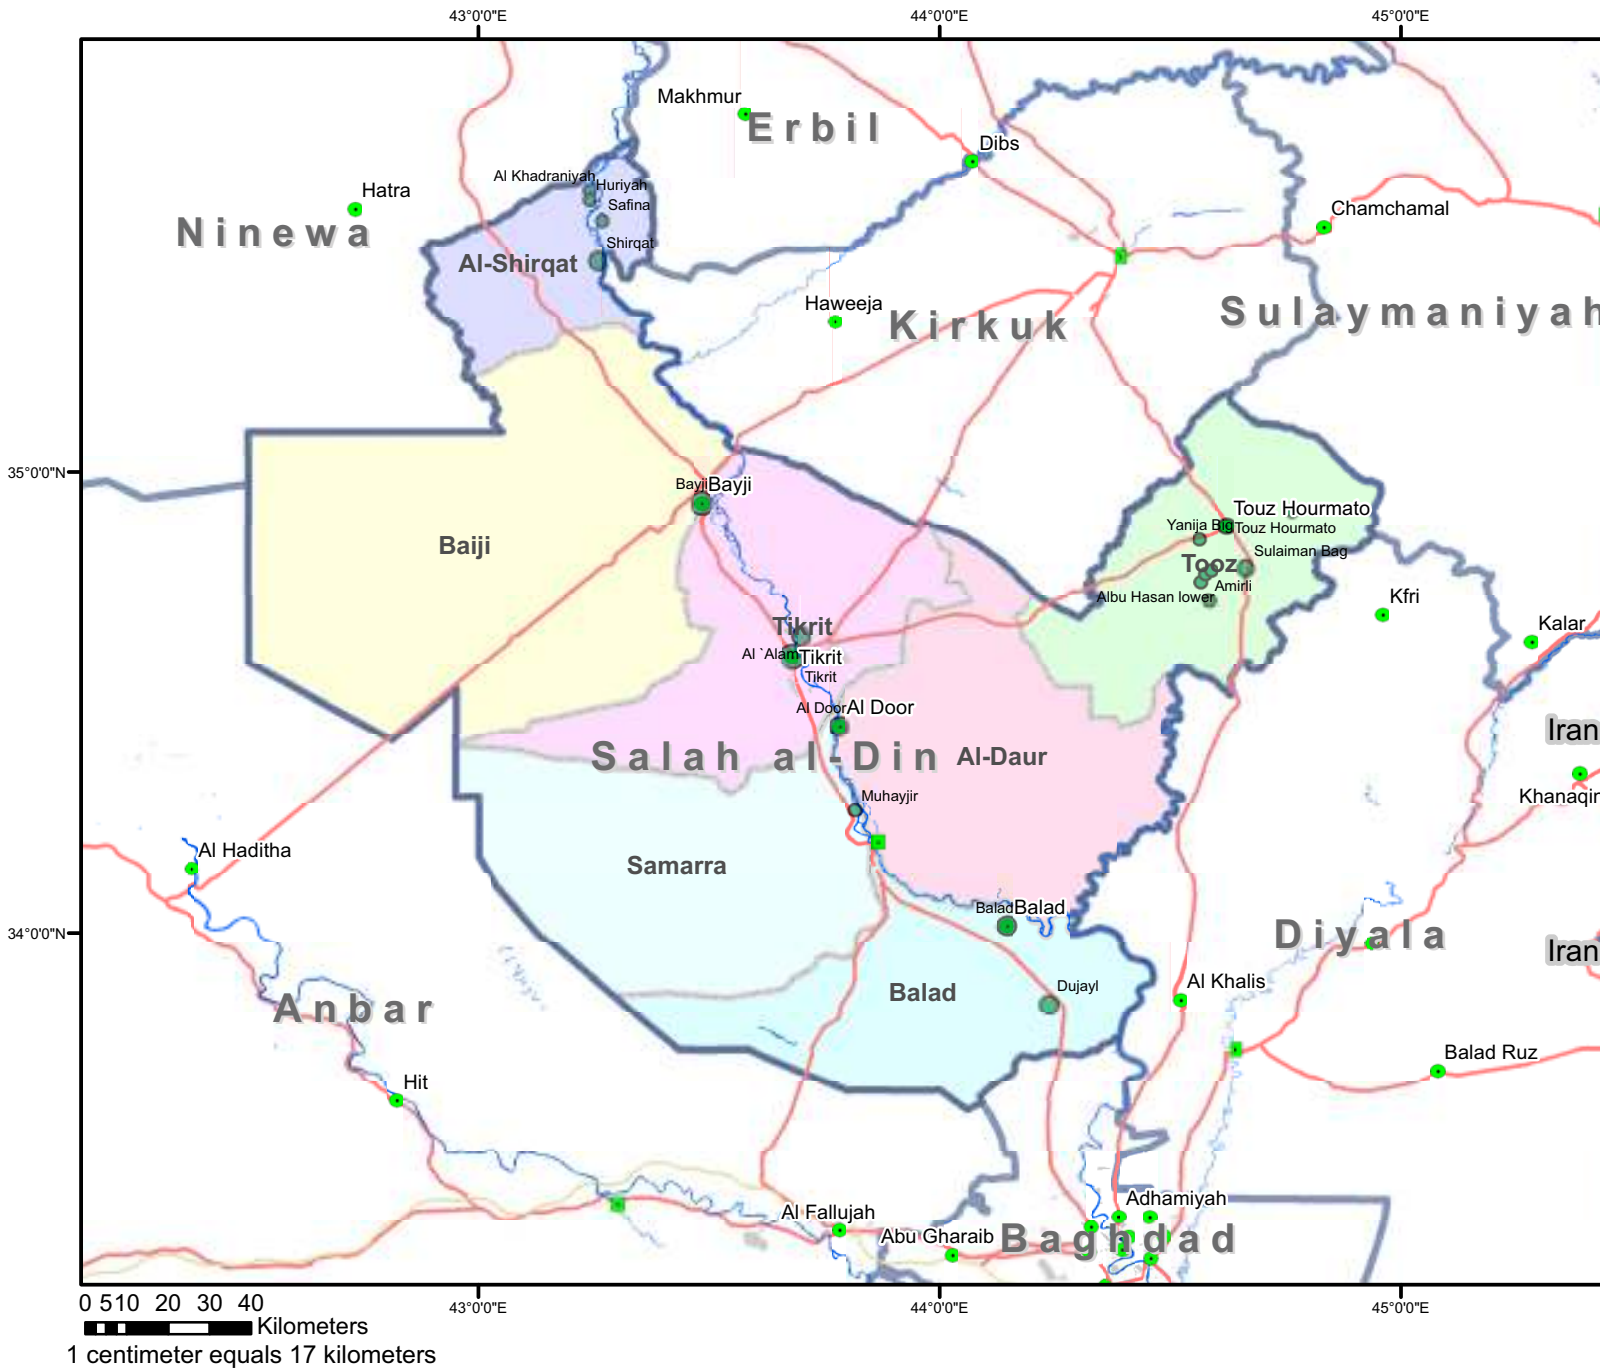 43°0'0"E
44°0'0"E
45°0'0"E
Makhmur
Erbil
Dibs
Al Khadraniyah
Huriyah
Hatra
Safina
Chamchamal
Ninewa
Shirqat
Al-Shirqat
Haweeja
Kirkuk
Sulaymaniyah
35°0'0"N
Bayji
Bayji
Touz Hourmato
Yanija Big
Touz Hourmato
Baiji
Sulaiman Bag
Tooz
Amirli
Albu Hasan lower
Kfri
Kalar
Tikrit
Al `Alam
Tikrit
Tikrit
Al Door
Al Door
Iran
Salah al-Din
Al-Daur
Muhayjir
Khanaqin
Al Haditha
Samarra
Balad
Balad
34°0'0"N
Diyala
Iran
Al Khalis
Dujayl
Balad
Anbar
Balad Ruz
Hit
Adhamiyah
Al Fallujah
Abu Gharaib
Baghdad
43°0'0"E
44°0'0"E
45°0'0"E
0 5 10 20 30 40
Kilometers
1 centimeter equals 17 kilometers